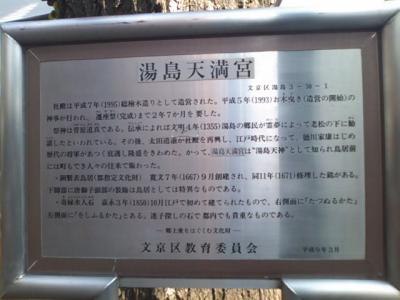 湯島天満宮
文京区湯島3-30-1
社殿は平成7年(1995)総檜木造りとして造営された。平成5年(1993)お木曳き(造営の開始)の
神事が行われ、遷座祭(完成)まで2年7か月を要した。
祭神は菅原道真である。伝承によれば文明4年(1355)湯島の郷民が霊夢によって老松の下に勧
請したといわれている。その後、太田道灌が社殿を再興し、江戸時代になって、徳川家康はじめ
歴代の将軍があつく庇護し隆盛をきわめた。かつて、湯島天満宮は"湯島天神"として知られ鳥居前
には町もでき人々の往来で賑わった。
・銅製表鳥居(都指定文化財) 寛文7年(1667)9月創建され、同11年(1671)修理した銘がある。
下脚部に唐獅子頭部の装飾は鳥居としては特異なものである。
・奇縁氷人石 嘉永3年(1850)10月江戸で初めて建てられたもので、右側面に「たつぬるかた」
左側面に「をしふるかた」とある。迷子探しの石で都内でも貴重なものである。
―郷土愛をはぐくむ文化財―
文京区教育委員会
平成9年3月